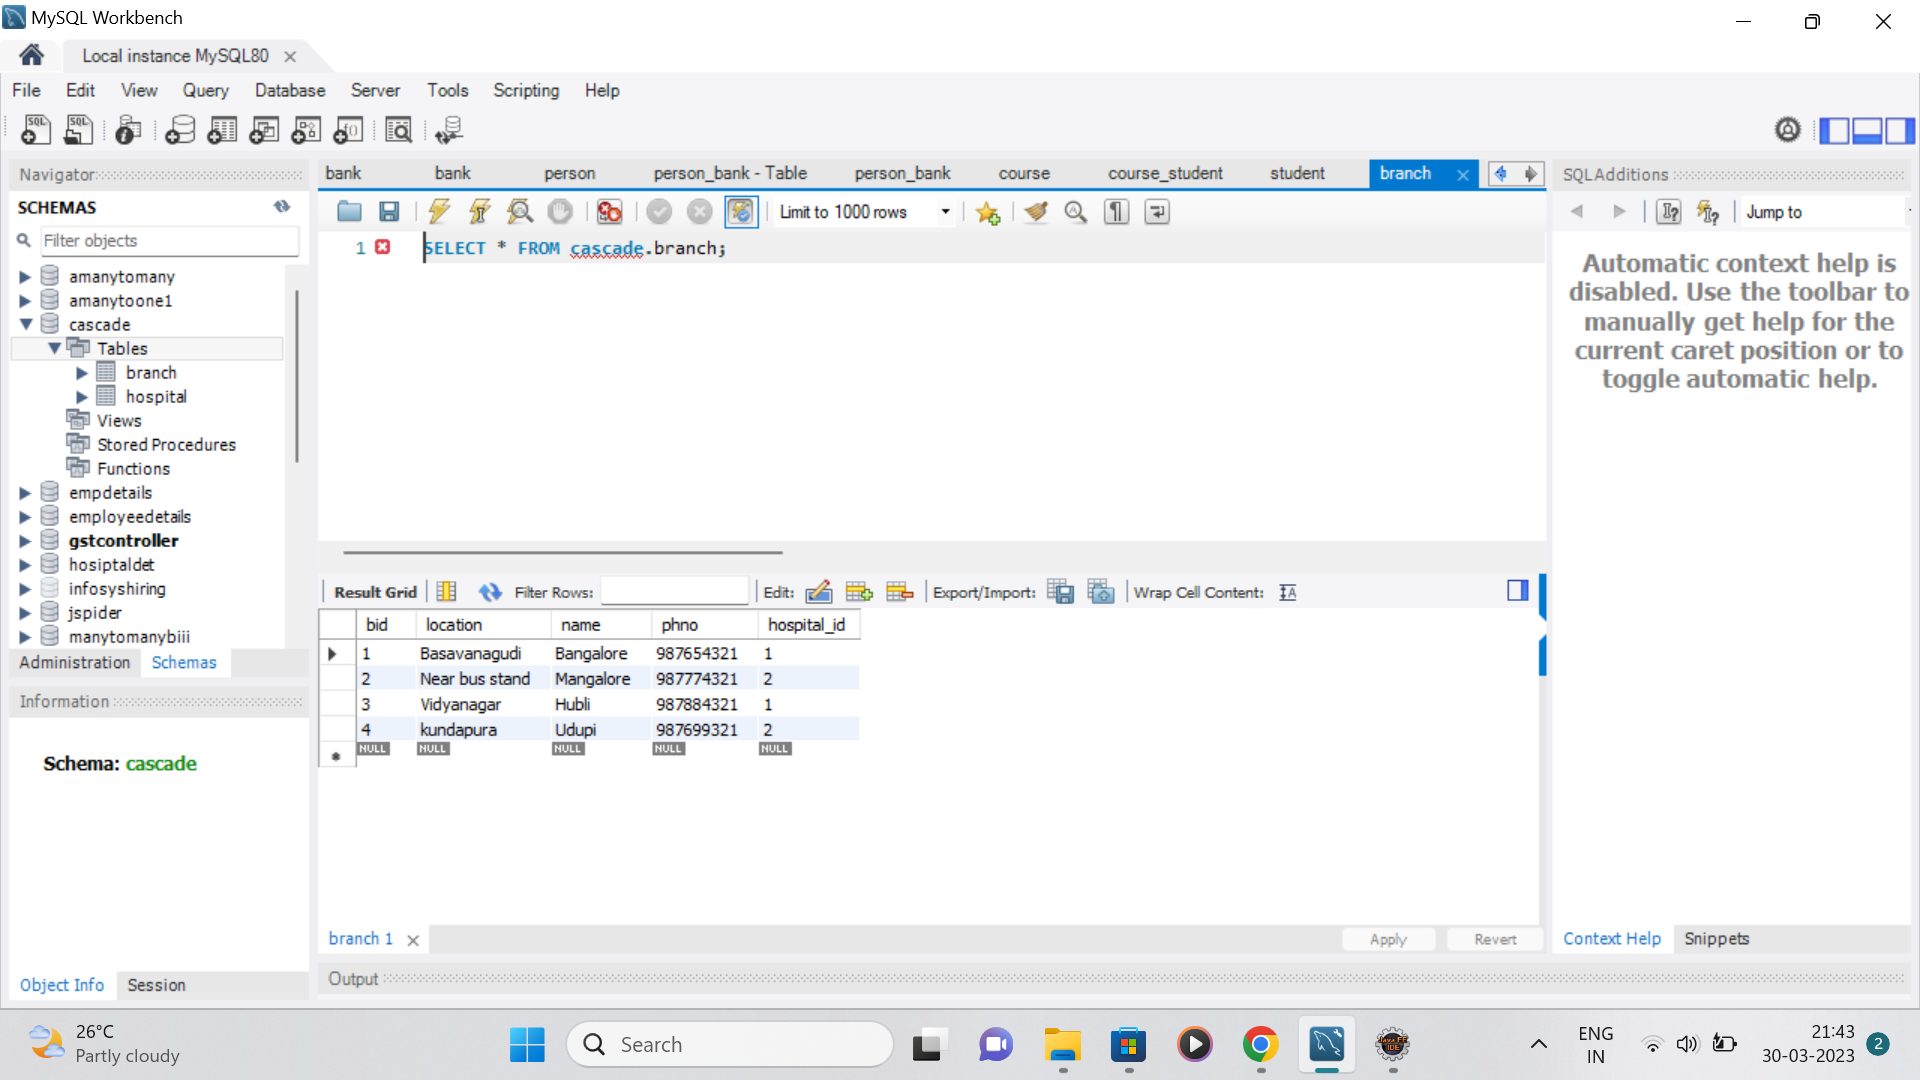 MySQL Workbench
Local instance MySQL80
File Edit View Query Database Server Tools Scripting Help
Navigator
SCHEMAS
Filter objects
amanytomany
amanytoone1
cascade
Tables
branch
hospital
Views
Stored Procedures
Functions
empdetails
employeedetails
gstcontroller
hosiptaldet
infosyshiring
jspider
manytomanybiii
Administration Schemas
Information
Schema: cascade
Object Info Session
bank bank person person_bank - Table person_bank course course_student student branch
Limit to 1000 rows
1 SELECT * FROM cascade.branch;
Result Grid Filter Rows: Edit: Export/Import: Wrap Cell Content:
bid location name phno hospital_id
1 Basavanagudi Bangalore 987654321 1
2 Near bus stand Mangalore 987774321 2
3 Vidyanagar Hubli 987884321 1
4 kundapura Udupi 987699321 2
NULL NULL NULL NULL NULL
branch 1
Apply Revert
Output
SQLAdditions
Jump to
Automatic context help is
disabled. Use the toolbar to
manually get help for the
current caret position or to
toggle automatic help.
Context Help Snippets
26°C
Partly cloudy
Search
ENG
IN
21:43
30-03-2023
2